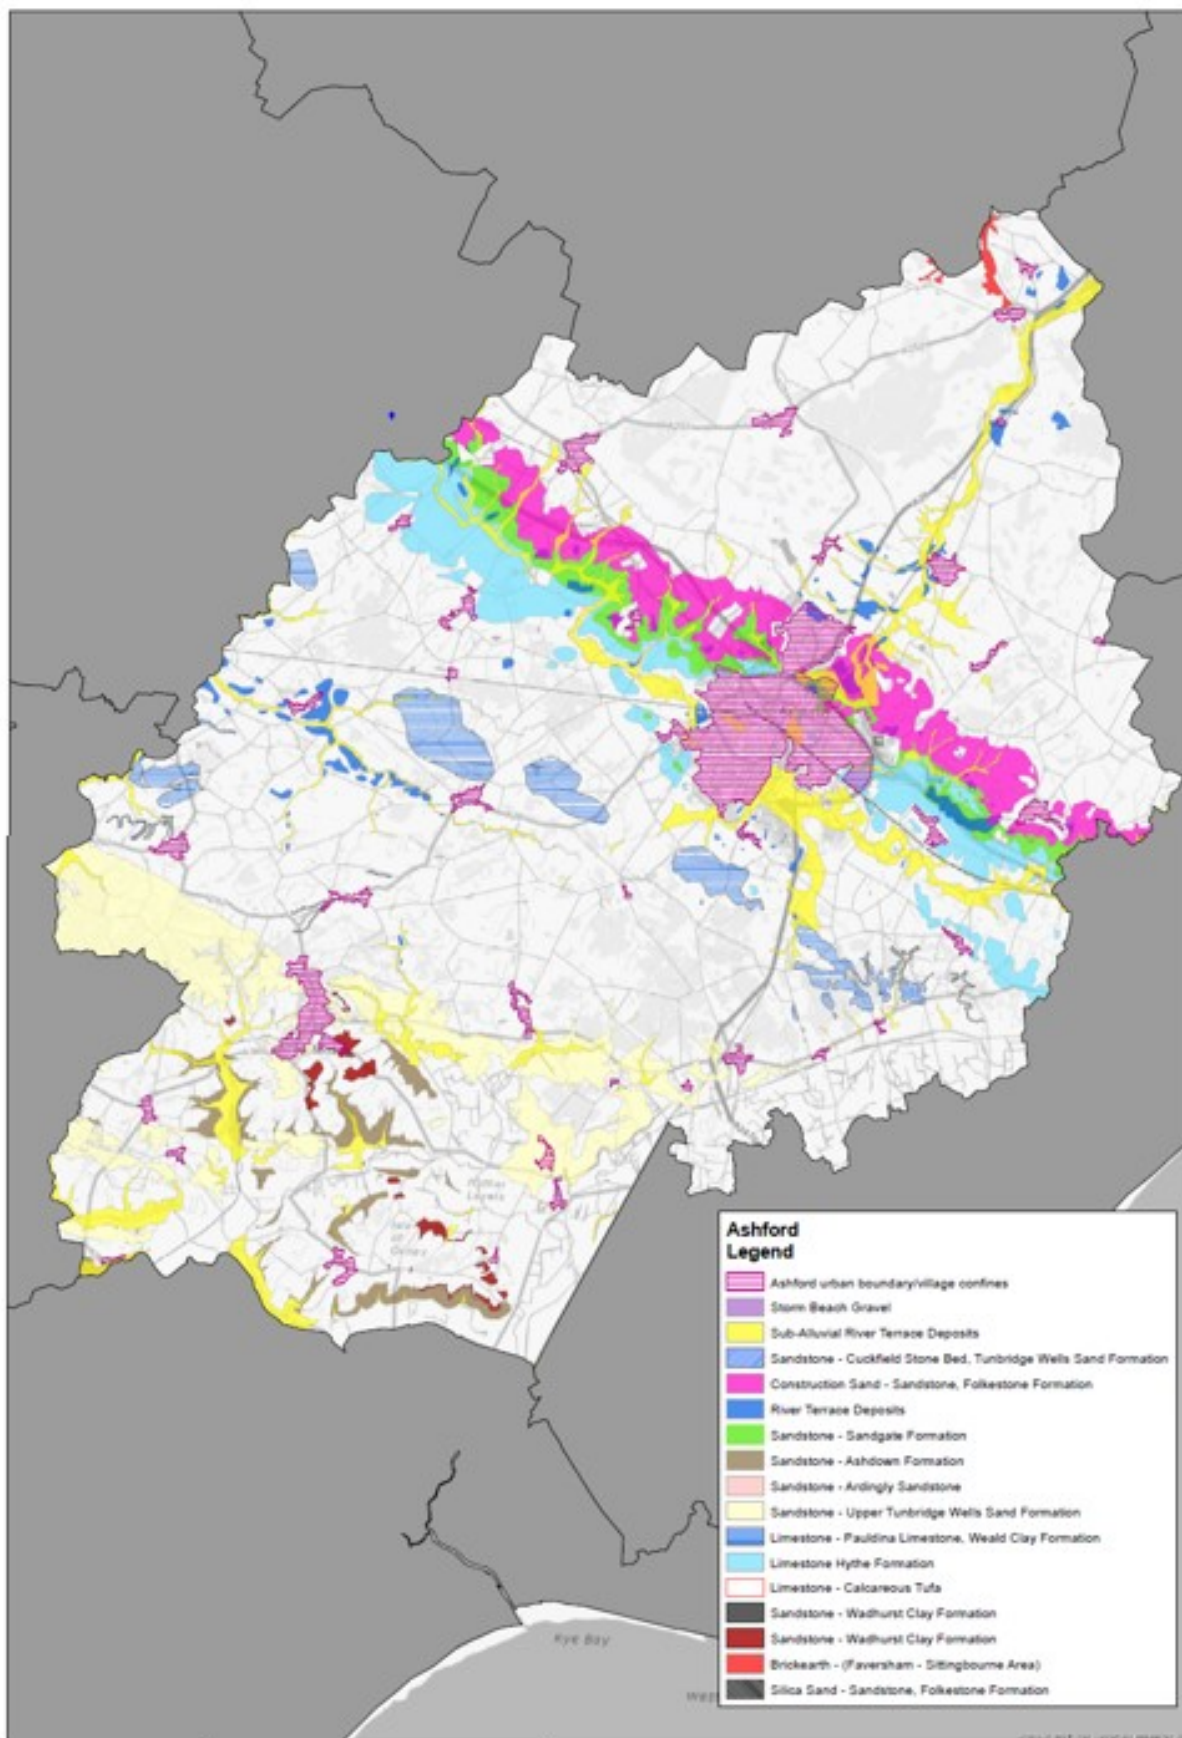 Ashford
Legend
Ashford urban boundary/village confines
Storm Beach Gravel
Sub-Alluvial River Terrace Deposits
Sandstone - Cuckfield Stone Bed, Tunbridge Wells Sand Formation
Construction Sand - Sandstone, Folkestone Formation
River Terrace Deposits
Sandstone - Sandgate Formation
Sandstone - Ashdown Formation
Sandstone - Ardingly Sandstone
Sandstone - Upper Tunbridge Wells Sand Formation
Limestone - Pauldina Limestone, Weald Clay Formation
Limestone Hythe Formation
Limestone - Calcareous Tufa
Sandstone - Wadhurst Clay Formation
Sandstone - Wadhurst Clay Formation
Brickearth - (Faversham - Sittingbourne Area)
Silica Sand - Sandstone, Folkestone Formation
Rye Bay